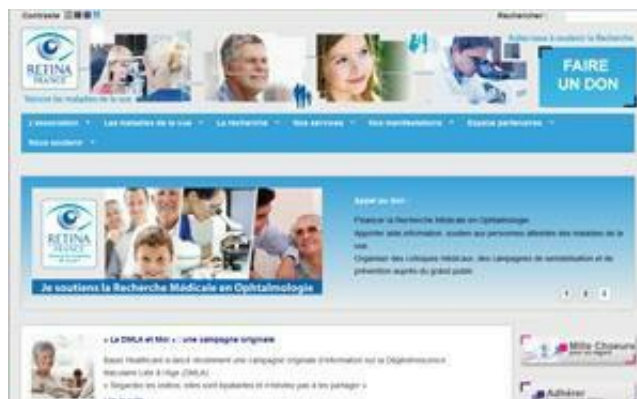 Contraste
Rechercher :
Aidez-nous à soutenir la Recherche
RETINA
FRANCE
Vaincre les maladies de la vue
FAIRE
UN DON
L'association
Les maladies de la vue
La recherche
Nos services
Nos manifestations
Espace partenaires
Nous soutenir
RETINA
FRANCE
Je soutiens la Recherche Médicale en Ophtalmologie
Appel au don :
Financer la Recherche Médicale en Ophtalmologie.
Apporter aide information, soutien aux personnes atteintes des maladies de la
vue.
Organiser des colloques médicaux, des campagnes de sensibilisation et de
prévention auprès du grand public
1 2 3
« La DMLA et Moi » : une campagne originale
Bayer Healthcare a lancé récemment une campagne originale d'information sur la Dégénérescence
Maculaire Liée à l'Age (DMLA)
« Regardez les vidéos, elles sont épatantes et n'hésitez pas à les partager »
Mille Choeurs
pour un regard
Adhérer